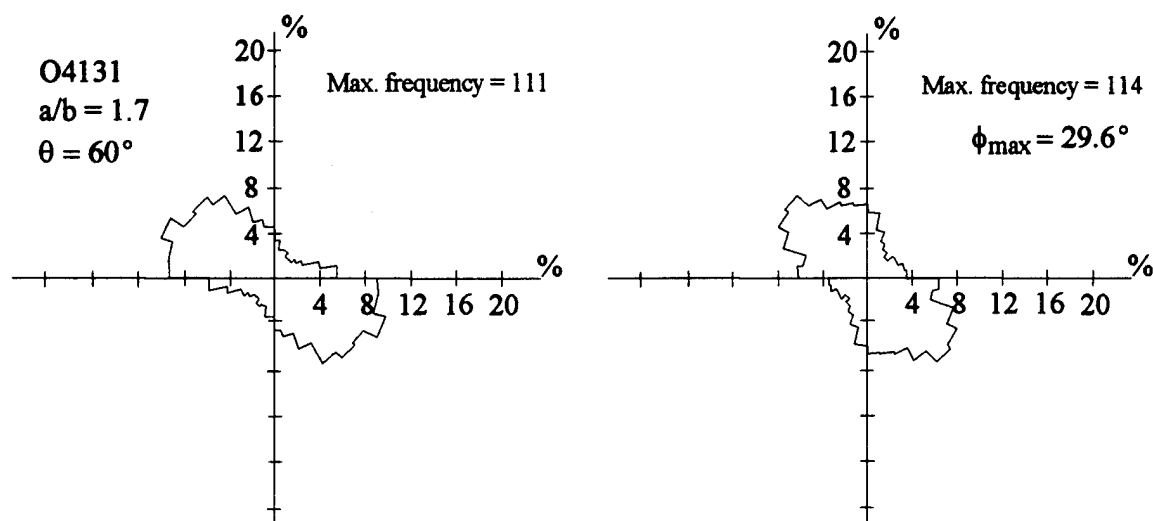 %
20
O4131
Max. frequency = 111
a/b = 1.7
16
θ = 60°
12
8
4
%
4 8 12 16 20
%
20
Max. frequency = 114
16
ϕmax = 29.6°
12
8
4
%
4 8 12 16 20